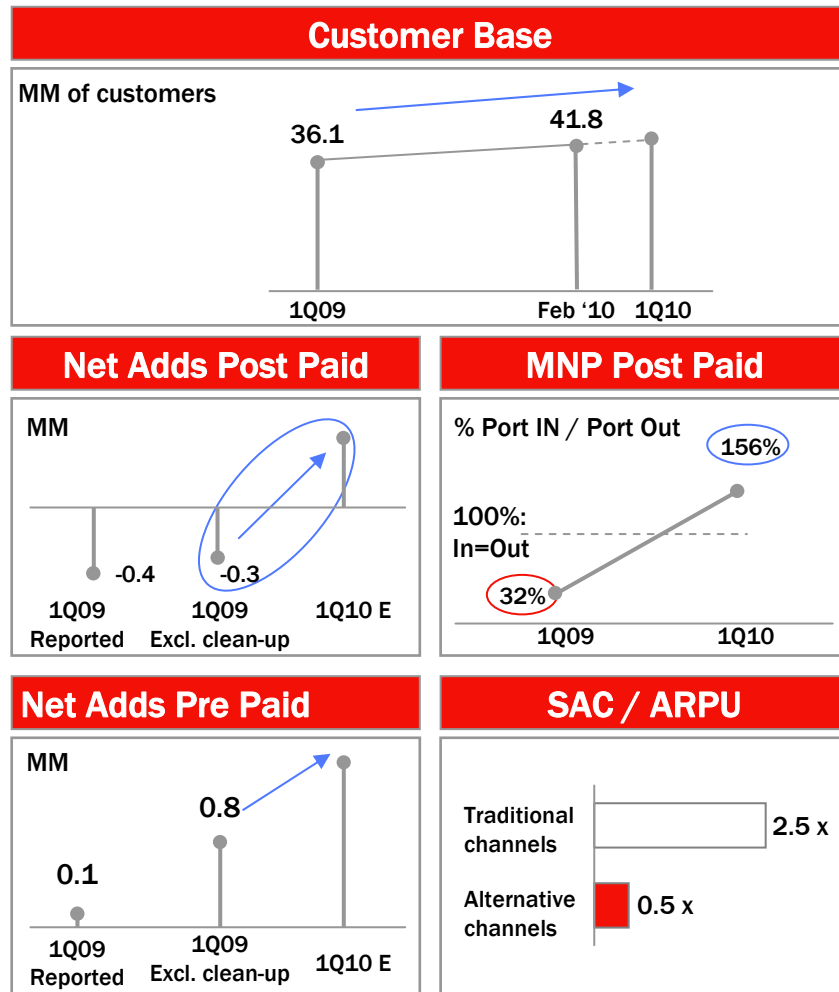 Customer Base
MM of customers
36.1
41.8
1Q09
Feb ‘10
1Q10
Net Adds Post Paid
MM
-0.4
-0.3
1Q09
Reported
1Q09
Excl. clean-up
1Q10 E
MNP Post Paid
% Port IN / Port Out
156%
100%:
In=Out
32%
1Q09
1Q10
Net Adds Pre Paid
MM
0.8
0.1
1Q09
Reported
1Q09
Excl. clean-up
1Q10 E
SAC / ARPU
Traditional
channels
2.5 x
Alternative
channels
0.5 x